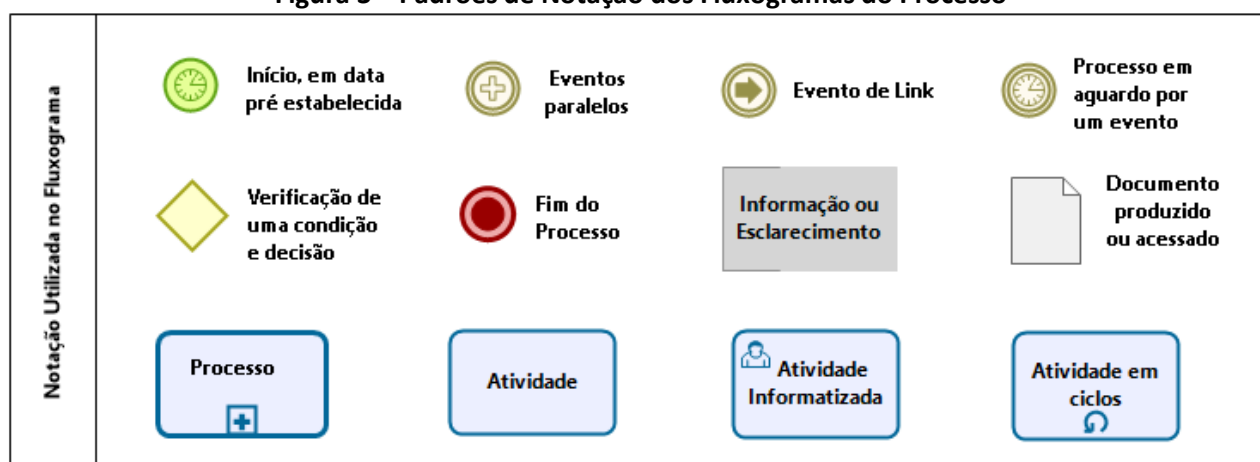 Notação Utilizada no Fluxograma
Início, em data
pré estabelecida
Eventos
paralelos
Evento de Link
Processo em
aguardo por
um evento
Verificação de
uma condição
e decisão
Fim do
Processo
Informação ou
Esclarecimento
Documento
produzido
ou acessado
Processo
Atividade
Atividade
Informatizada
Atividade em
ciclos